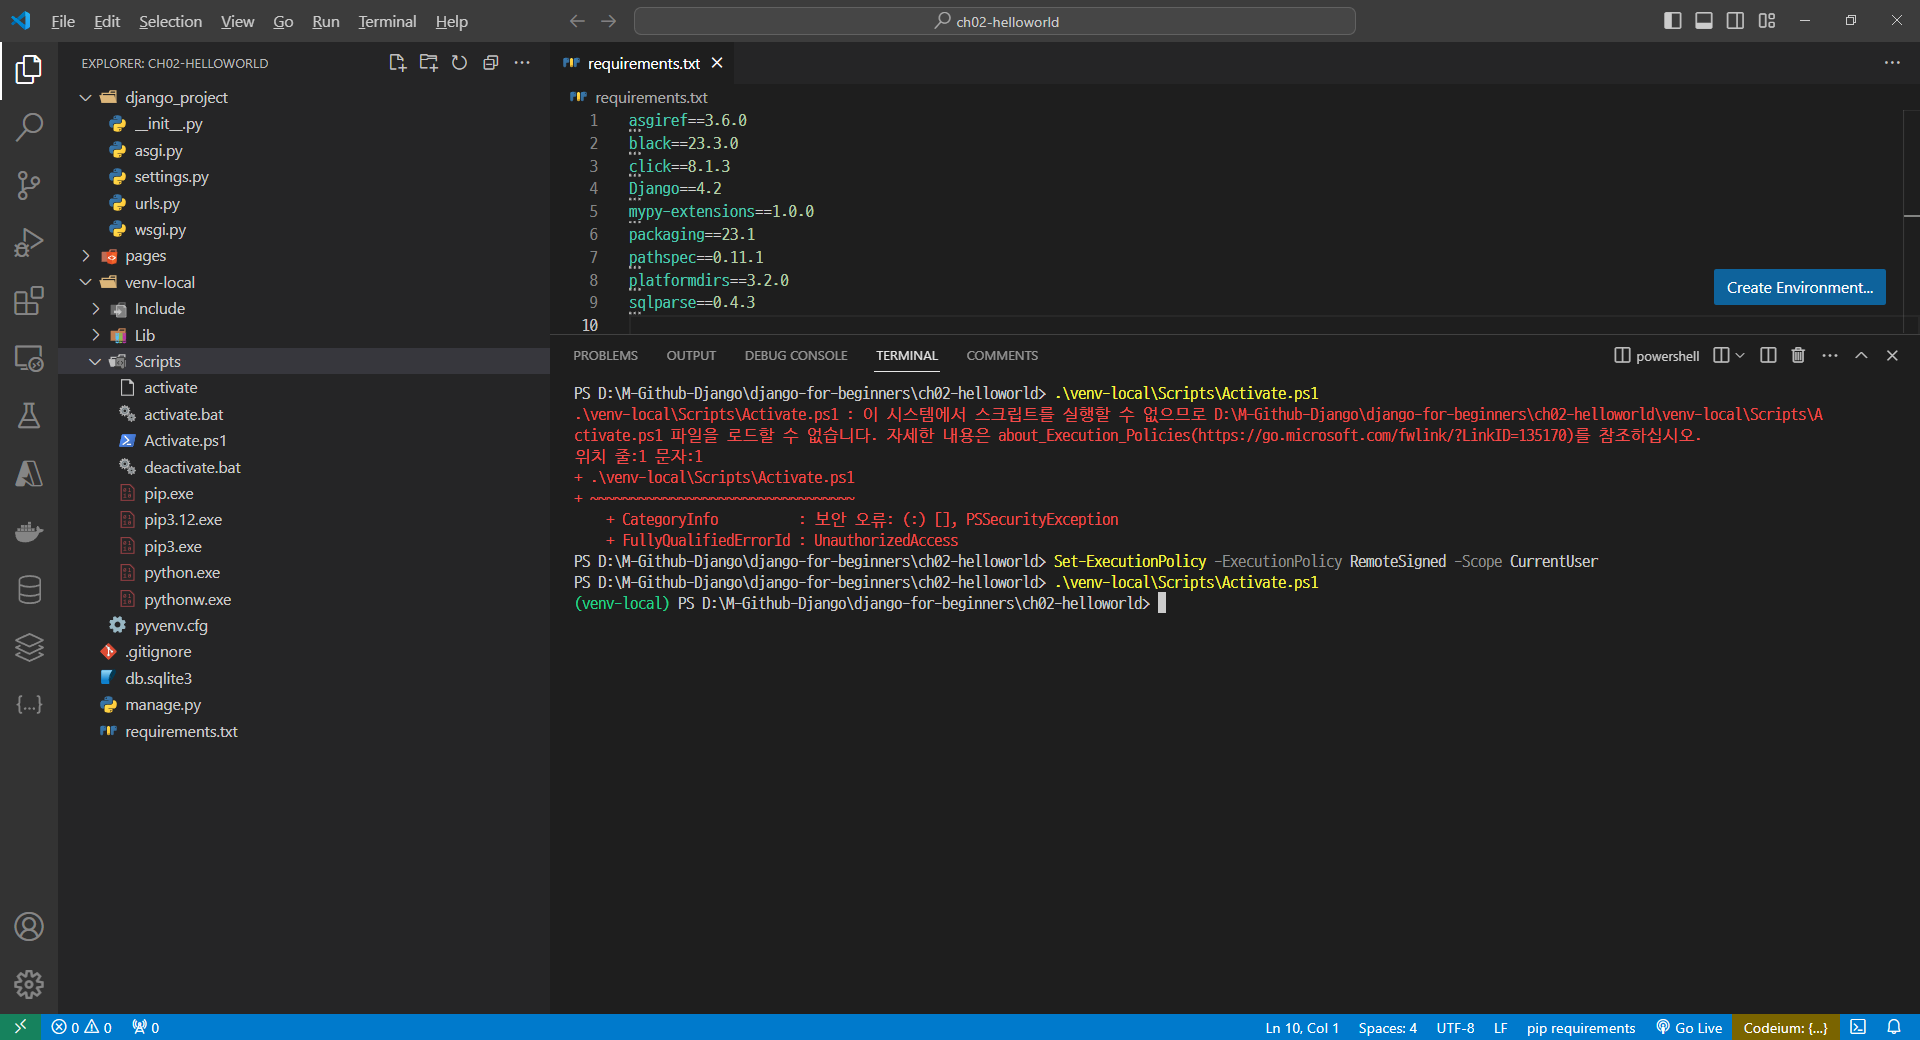 File Edit Selection View Go Run Terminal Help
ch02-helloworld
EXPLORER: CH02-HELLOWORLD
django_project
__init__.py
asgi.py
settings.py
urls.py
wsgi.py
pages
venv-local
Include
Lib
Scripts
activate
activate.bat
Activate.ps1
deactivate.bat
pip.exe
pip3.12.exe
pip3.exe
python.exe
pythonw.exe
pyvenv.cfg
.gitignore
db.sqlite3
manage.py
requirements.txt
requirements.txt
requirements.txt
1 asgiref==3.6.0
2 black==23.3.0
3 click==8.1.3
4 Django==4.2
5 mypy-extensions==1.0.0
6 packaging==23.1
7 pathspec==0.11.1
8 platformdirs==3.2.0
9 sqlparse==0.4.3
10
Create Environment...
PROBLEMS OUTPUT DEBUG CONSOLE TERMINAL COMMENTS
powershell
PS D:\M-Github-Django\django-for-beginners\ch02-helloworld> .\venv-local\Scripts\Activate.ps1
.\venv-local\Scripts\Activate.ps1 : 이 시스템에서 스크립트를 실행할 수 없으므로 D:\M-Github-Django\django-for-beginners\ch02-helloworld\venv-local\Scripts\A
ctivate.ps1 파일을 로드할 수 없습니다. 자세한 내용은 about_Execution_Policies(https://go.microsoft.com/fwlink/?LinkID=135170)를 참조하십시오.
위치 줄:1 문자:1
+ .\venv-local\Scripts\Activate.ps1
+ ~~~~~~~~~~~~~~~~~~~~~~~~~~~~~~~~~
+ CategoryInfo : 보안 오류: (:) [], PSSecurityException
+ FullyQualifiedErrorId : UnauthorizedAccess
PS D:\M-Github-Django\django-for-beginners\ch02-helloworld> Set-ExecutionPolicy -ExecutionPolicy RemoteSigned -Scope CurrentUser
PS D:\M-Github-Django\django-for-beginners\ch02-helloworld> .\venv-local\Scripts\Activate.ps1
(venv-local) PS D:\M-Github-Django\django-for-beginners\ch02-helloworld>
0 0 0
Ln 10, Col 1 Spaces: 4 UTF-8 LF pip requirements Go Live Codeium: {...}